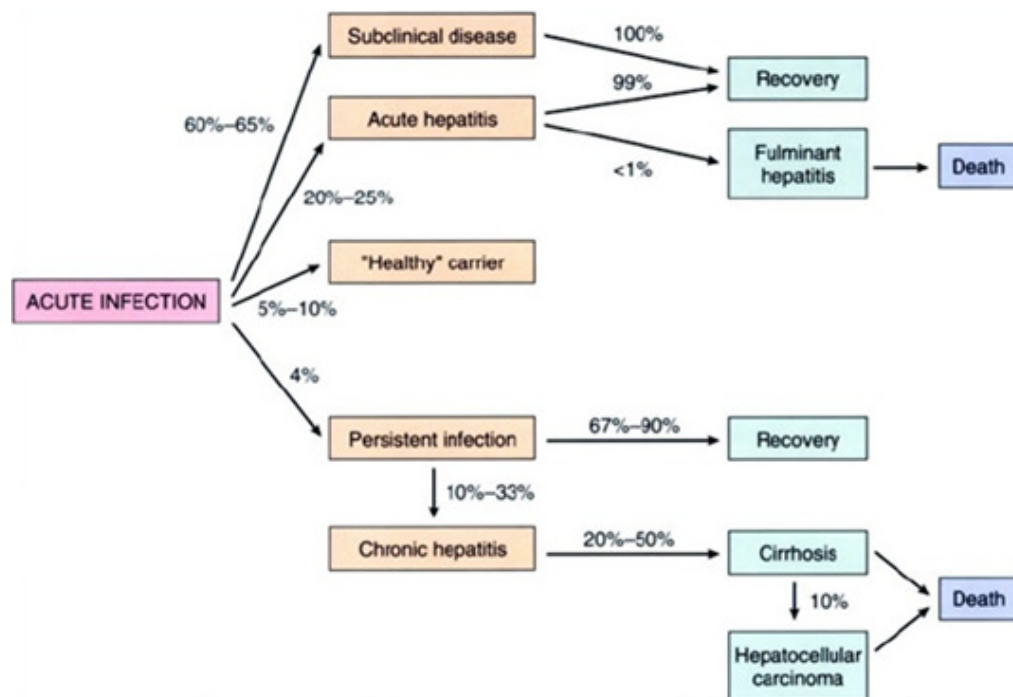 Subclinical disease
100%
Recovery
99%
60%–65%
Acute hepatitis
Fulminant
hepatitis
Death
<1%
20%–25%
"Healthy" carrier
ACUTE INFECTION
5%–10%
4%
Persistent infection
67%–90%
Recovery
10%–33%
Chronic hepatitis
20%–50%
Cirrhosis
10%
Death
Hepatocellular
carcinoma